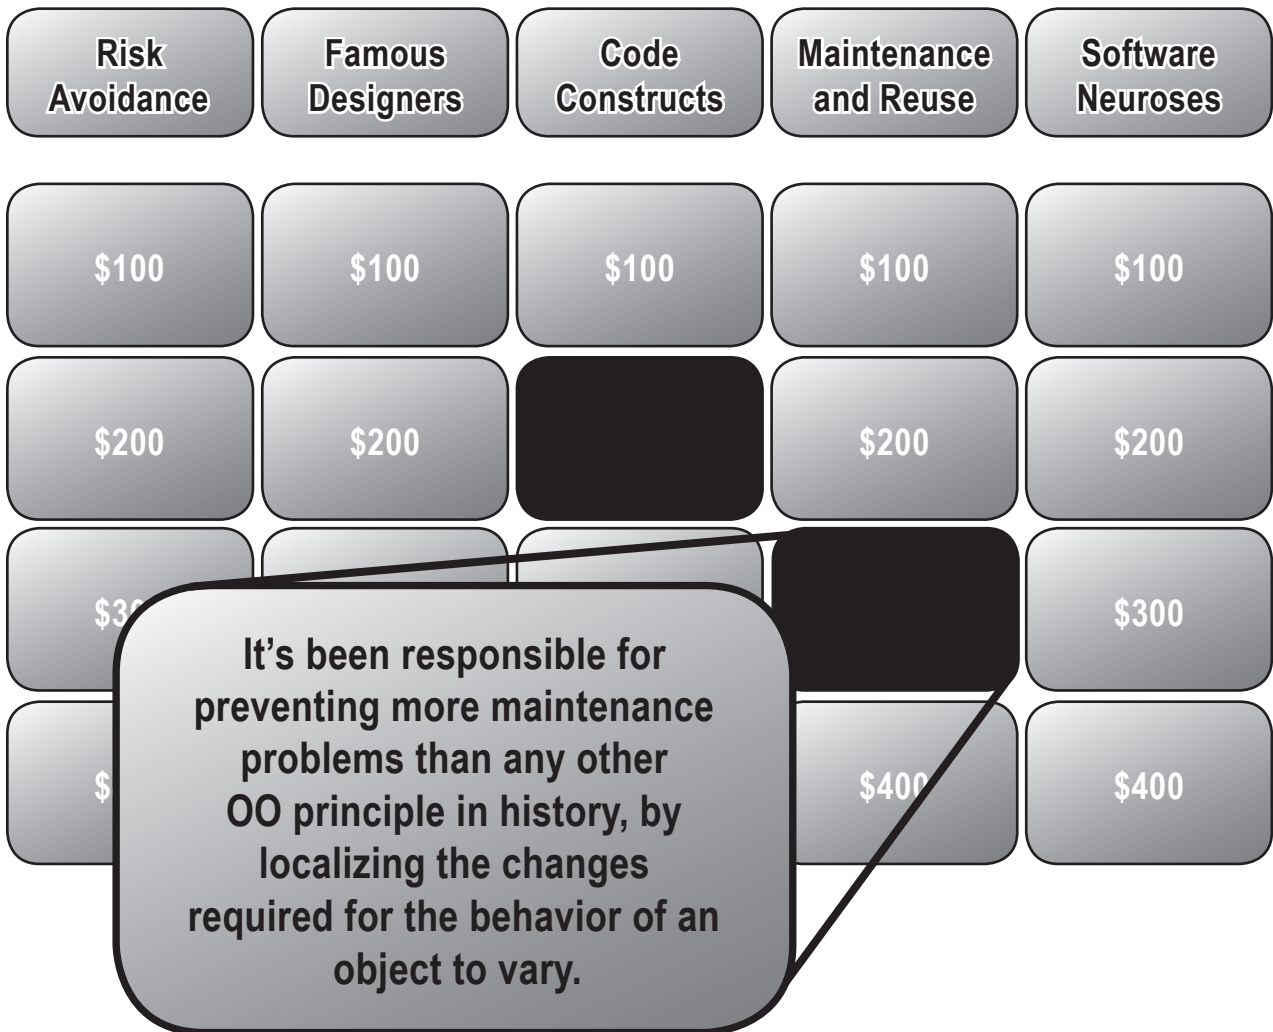 Risk
Avoidance
Famous
Designers
Code
Constructs
Maintenance
and Reuse
Software
Neuroses
$100 $100 $100 $100 $100
$200 $200 $200 $200
$300
$400 $400
It's been responsible for
preventing more maintenance
problems than any other
OO principle in history, by
localizing the changes
required for the behavior of an
object to vary.